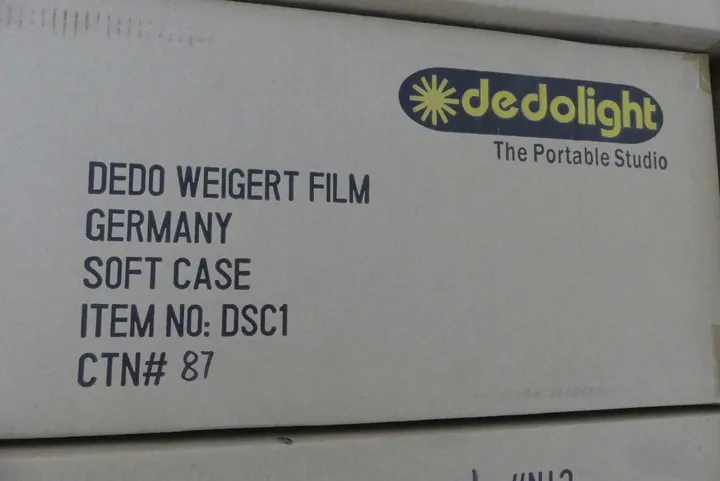 dedolight
The Portable Studio
DEDO WEIGERT FILM
GERMANY
SOFT CASE
ITEM NO: DSC1
CTN# 87